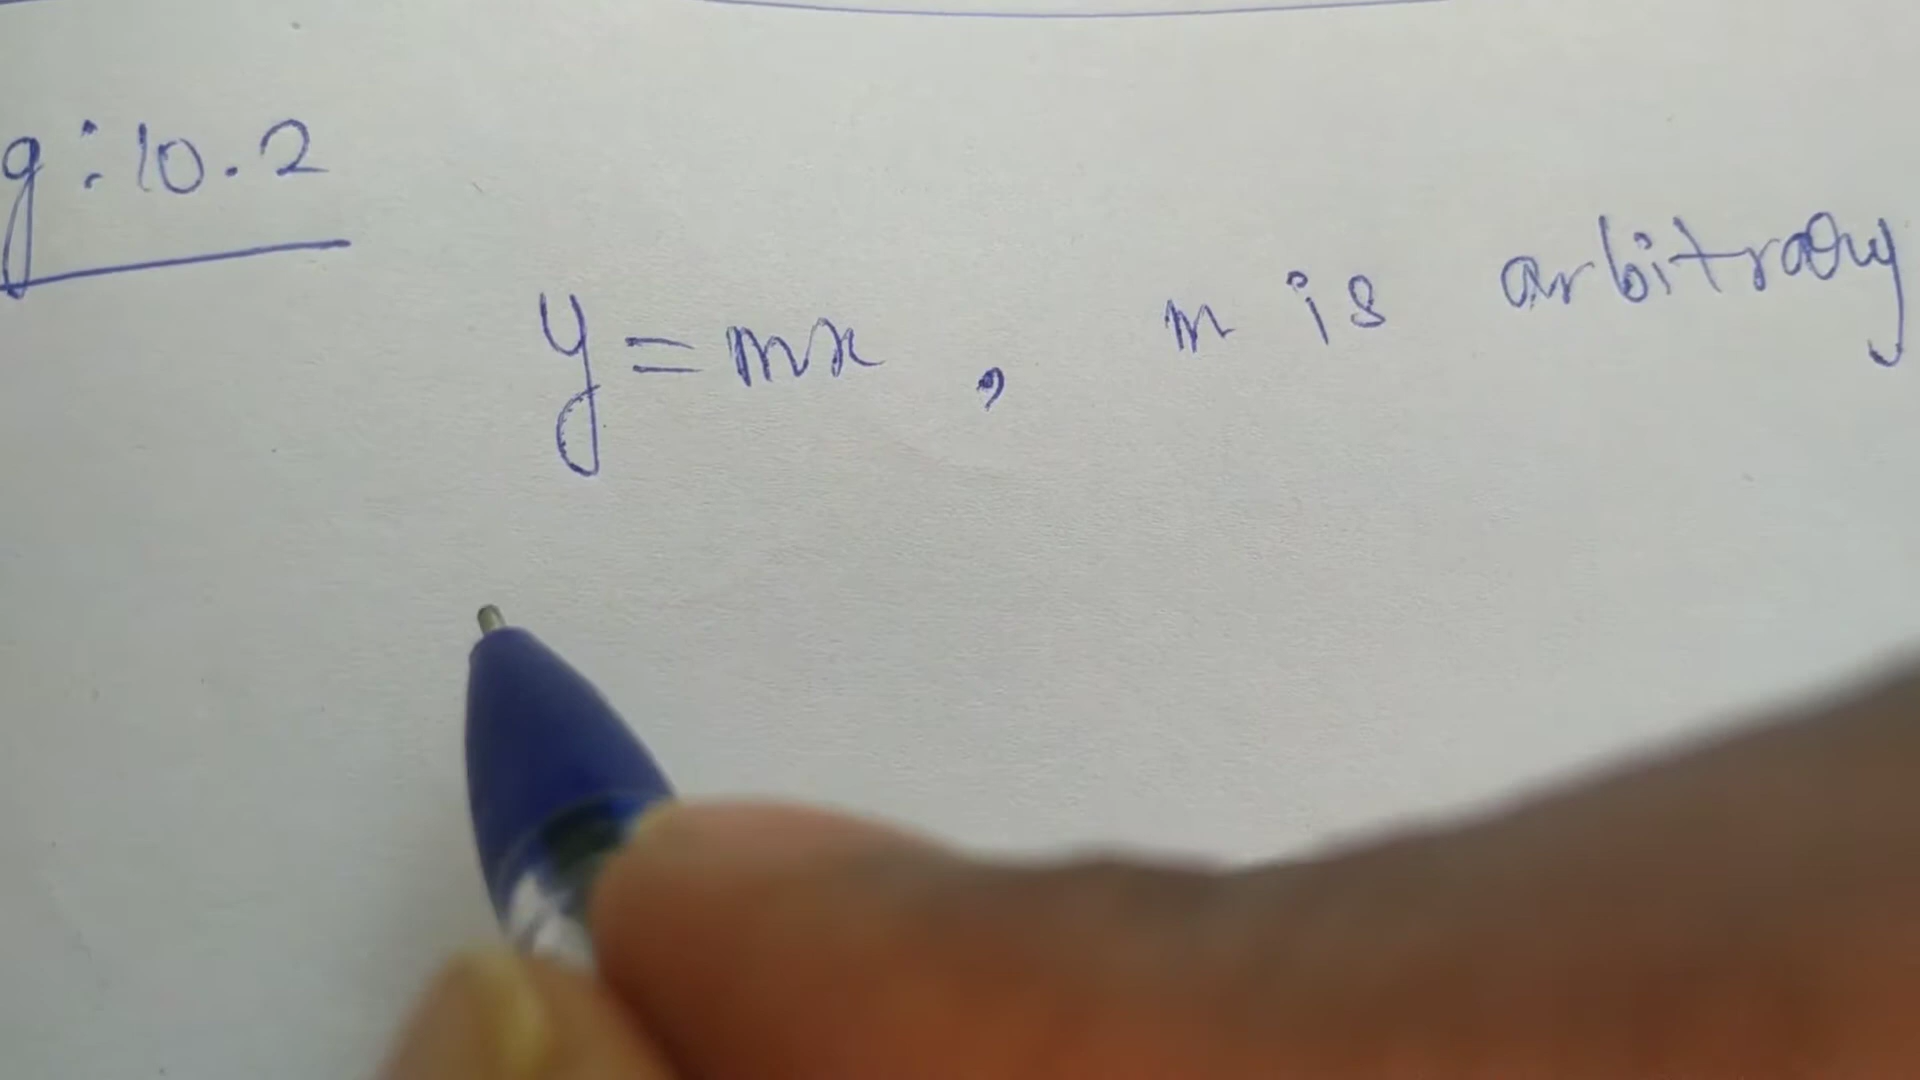 g: 10.2
y = mx , m is arbitrary